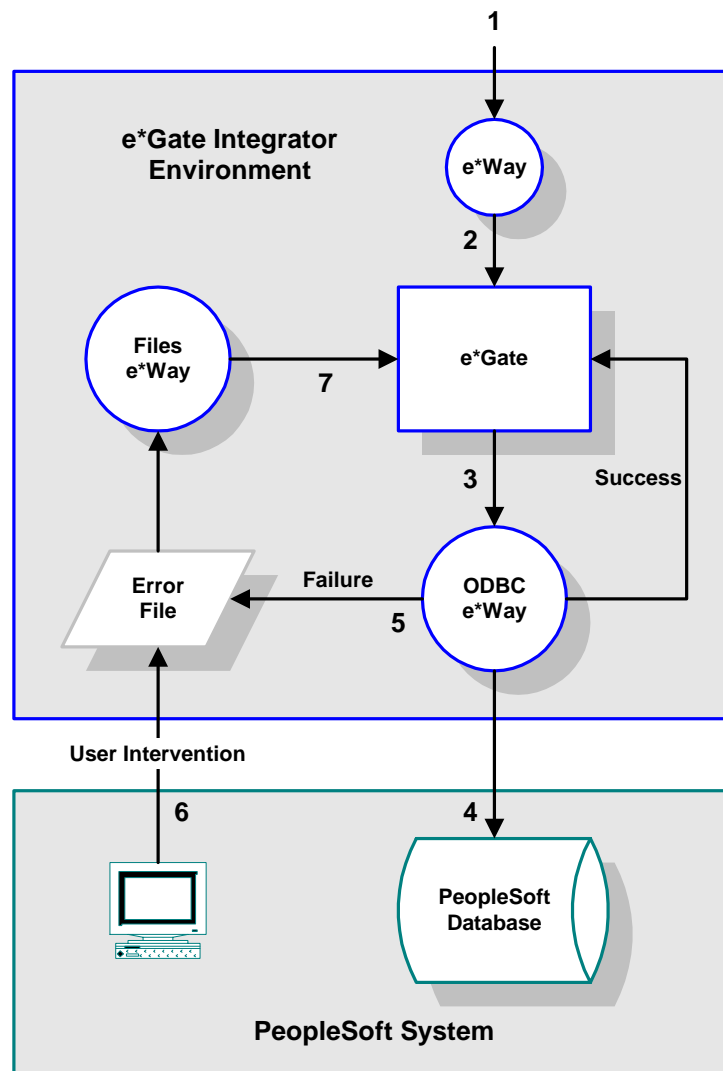 1
e*Gate Integrator
Environment
e*Way
2
Files
e*Way
7
e*Gate
3
Success
Error
File
Failure
5
ODBC
e*Way
User Intervention
6
4
PeopleSoft
Database
PeopleSoft System